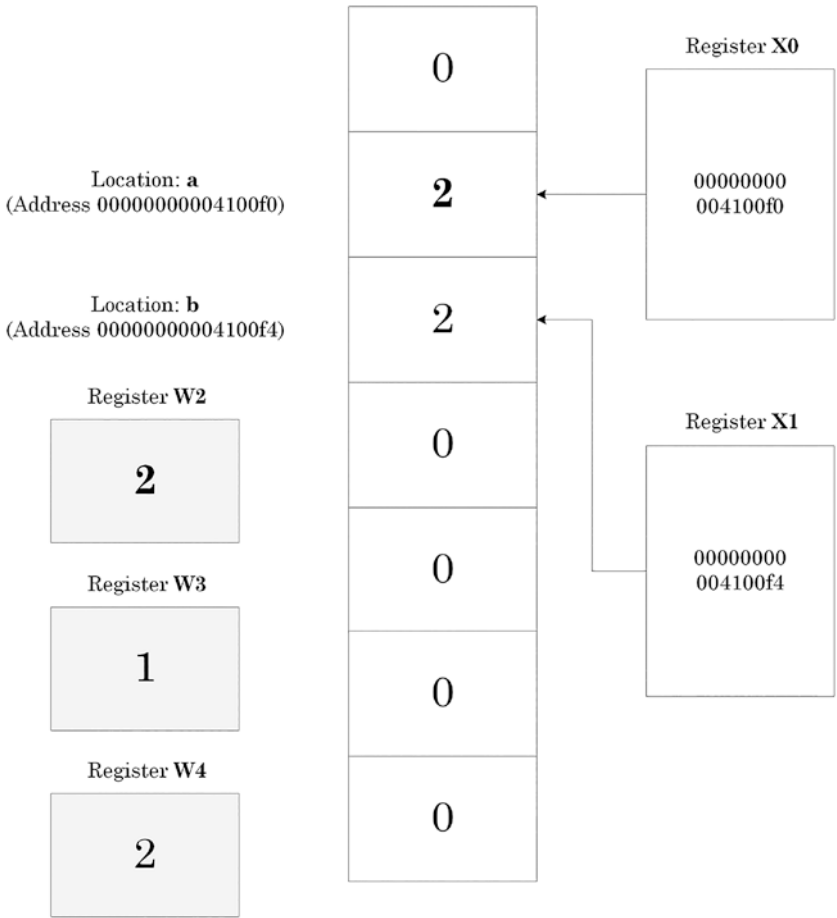 0
Register X0
Location: a
(Address 00000000004100f0)
2
00000000
004100f0
Location: b
(Address 00000000004100f4)
2
Register W2
2
0
Register X1
0
00000000
004100f4
Register W3
1
0
Register W4
2
0